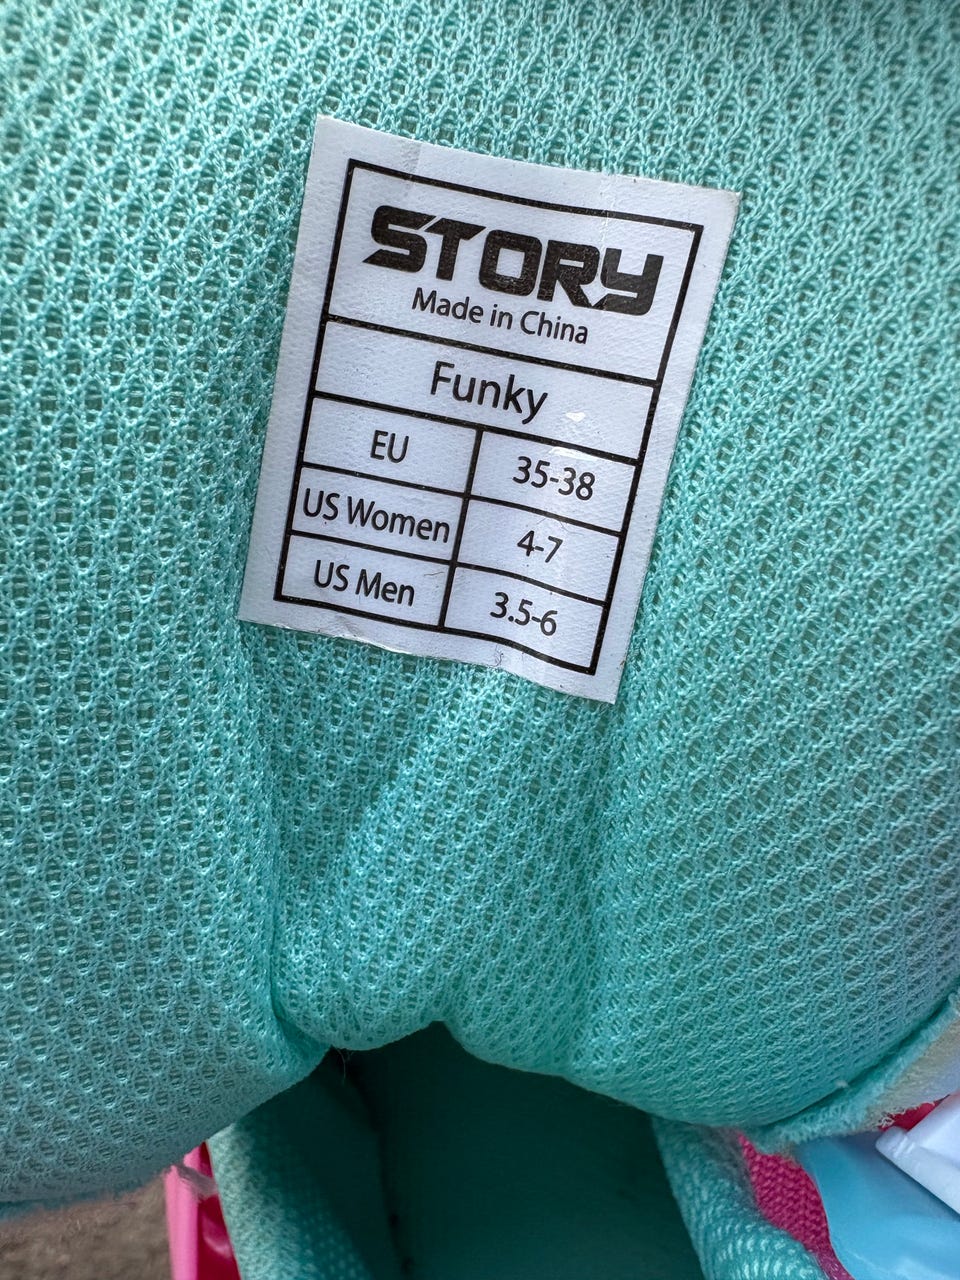 STORY
Made in China
Funky
EU 35-38
US Women 4-7
US Men 3.5-6